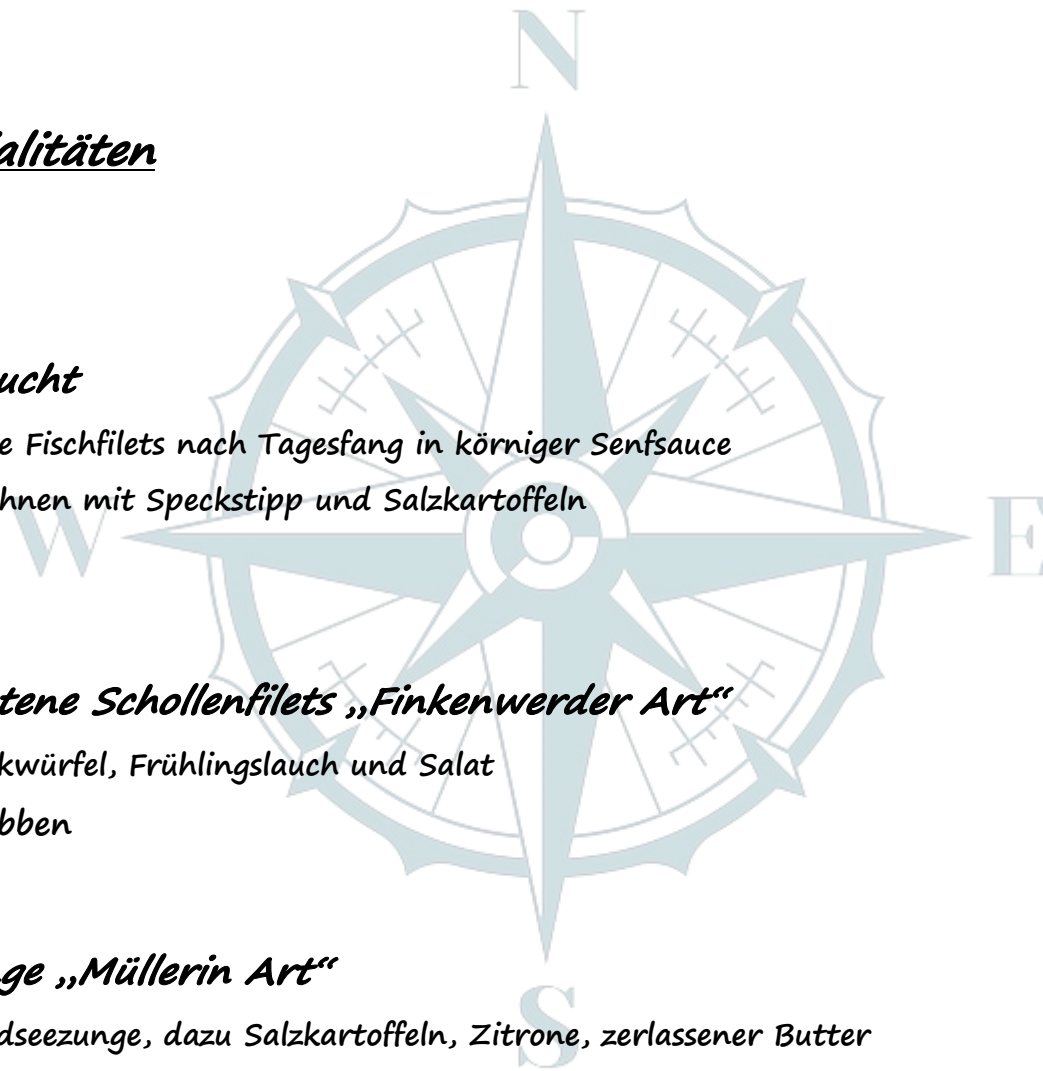 N
alitäten
ucht
e Fischfilets nach Tagesfang in körniger Senfsauce
hnen mit Speckstipp und Salzkartoffeln
W
E
tene Schollenfilets „Finkenwerder Art“
kwürfel, Frühlingslauch und Salat
bben
ge „Müllerin Art“
dseezunge, dazu Salzkartoffeln, Zitrone, zerlassener Butter
S